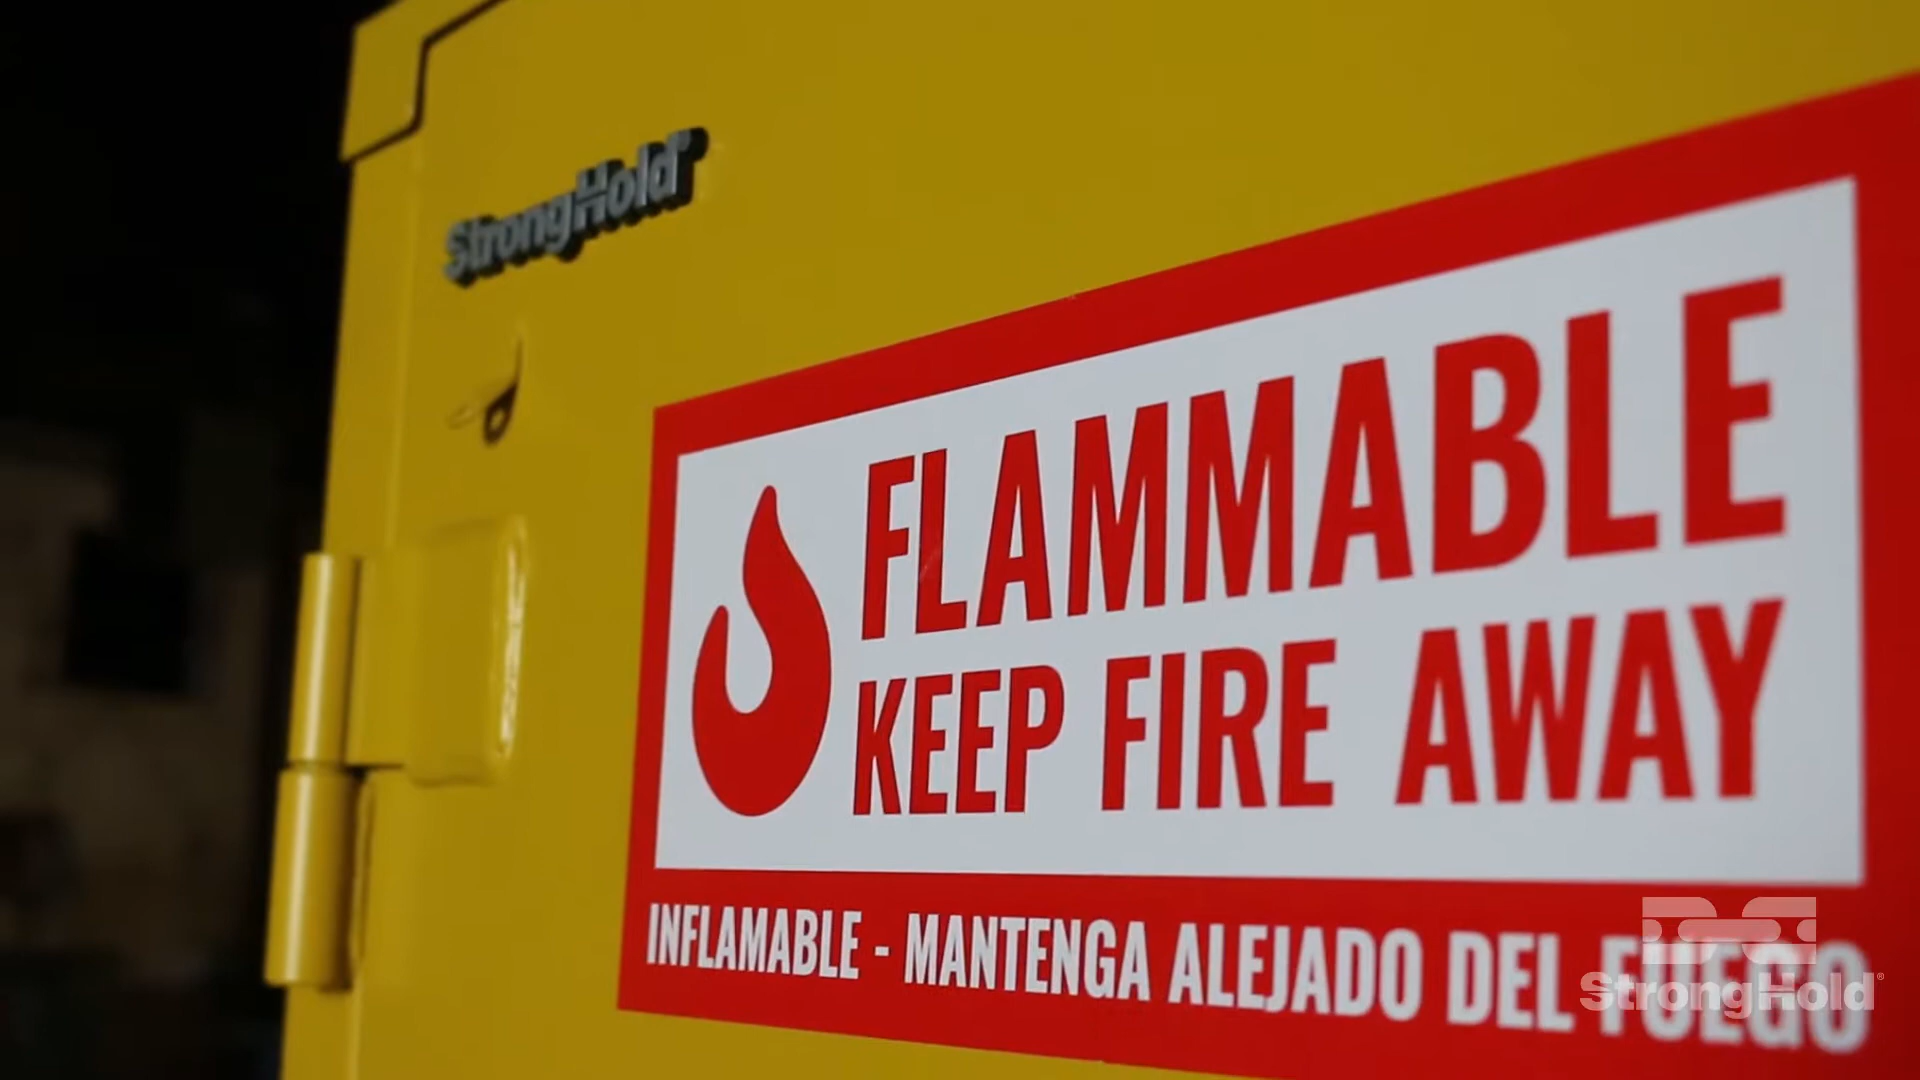 StrongHold®
FLAMMABLE
KEEP FIRE AWAY
INFLAMABLE - MANTENGA ALEJADO DEL FUEGO
StrongHold®